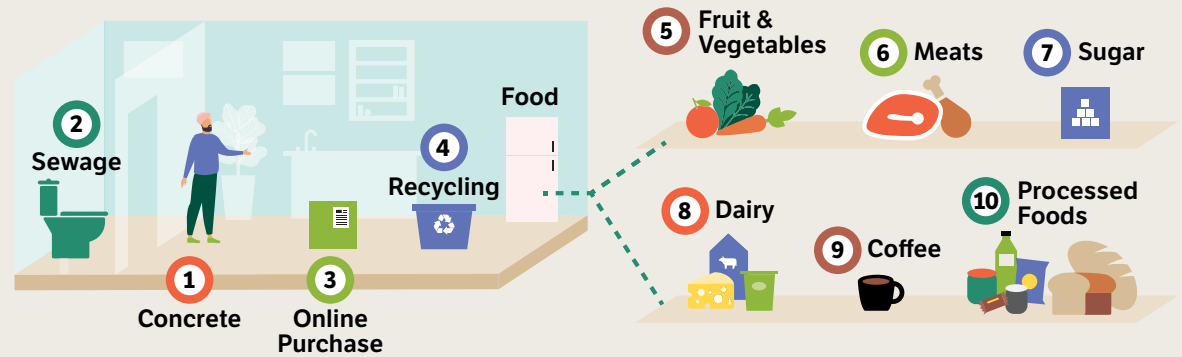 2
Sewage
1
Concrete
3
Online
Purchase
4
Recycling
Food
5
Fruit &
Vegetables
6
Meats
7
Sugar
8
Dairy
9
Coffee
10
Processed
Foods